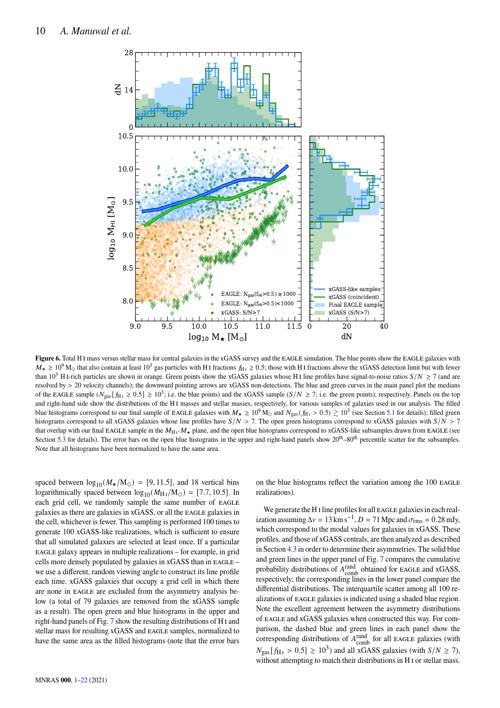 10 A. Manuwal et al.
28
14
0
dN
10.5
10.0
9.5
9.0
8.5
8.0
log10 MHI [M⊙]
EAGLE: Ngas(fHI>0.5)≥1000
EAGLE: Ngas(fHI>0.5)<1000
xGASS: S/N>7
9.0 9.5 10.0 10.5 11.0 11.5
log10 M⋆ [M⊙]
xGASS-like samples
xGASS (coincident)
Final EAGLE sample
xGASS (S/N>7)
0 20 40
dN
Figure 6. Total H I mass versus stellar mass for central galaxies in the xGASS survey and the EAGLE simulation. The blue points show the EAGLE galaxies with
M⋆ ≥ 10⁹ M⊙ that also contain at least 10³ gas particles with H I fractions fHI ≥ 0.5; those with H I fractions above the xGASS detection limit but with fewer
than 10³ H I-rich particles are shown in orange. Green points show the xGASS galaxies whose H I line profiles have signal-to-noise ratios S/N ≥ 7 (and are
resolved by > 20 velocity channels); the downward pointing arrows are xGASS non-detections. The blue and green curves in the main panel plot the medians
of the EAGLE sample (Ngas[fHI ≥ 0.5] ≥ 10³; i.e. the blue points) and the xGASS sample (S/N ≥ 7; i.e. the green points), respectively. Panels on the top
and right-hand side show the distributions of the H I masses and stellar masses, respectively, for various samples of galaxies used in our analysis. The filled
blue histograms correspond to our final sample of EAGLE galaxies with M⋆ ≥ 10⁹ M⊙ and Ngas(fHI > 0.5) ≳ 10³ (see Section 5.1 for details); filled green
histograms correspond to all xGASS galaxies whose line profiles have S/N > 7. The open green histograms correspond to xGASS galaxies with S/N > 7
that overlap with our final EAGLE sample in the MHI-M⋆ plane, and the open blue histograms correspond to xGASS-like subsamples drawn from EAGLE (see
Section 5.3 for details). The error bars on the open blue histograms in the upper and right-hand panels show 20th–80th percentile scatter for the subsamples.
Note that all histograms have been normalized to have the same area.
spaced between log10(M⋆/M⊙) = [9, 11.5], and 18 vertical bins
logarithmically spaced between log10(MHI/M⊙) = [7.7, 10.5]. In
each grid cell, we randomly sample the same number of EAGLE
galaxies as there are galaxies in xGASS, or all the EAGLE galaxies in
the cell, whichever is fewer. This sampling is performed 100 times to
generate 100 xGASS-like realizations, which is sufficient to ensure
that all simulated galaxies are selected at least once. If a particular
EAGLE galaxy appears in multiple realizations – for example, in grid
cells more densely populated by galaxies in xGASS than in EAGLE –
we use a different, random viewing angle to construct its line profile
each time. xGASS galaxies that occupy a grid cell in which there
are none in EAGLE are excluded from the asymmetry analysis be-
low (a total of 79 galaxies are removed from the xGASS sample
as a result). The open green and blue histograms in the upper and
right-hand panels of Fig. 7 show the resulting distributions of H I and
stellar mass for resulting xGASS and EAGLE samples, normalized to
have the same area as the filled histograms (note that the error bars
on the blue histograms reflect the variation among the 100 EAGLE
realizations).
We generate the H I line profiles for all EAGLE galaxies in each real-
ization assuming Δv = 13 km s⁻¹, D = 71 Mpc and σrms = 0.28 mJy,
which correspond to the modal values for galaxies in xGASS. These
profiles, and those of xGASS centrals, are then analyzed as described
in Section 4.3 in order to determine their asymmetries. The solid blue
and green lines in the upper panel of Fig. 7 compares the cumulative
probability distributions of A^rand_comb obtained for EAGLE and xGASS,
respectively; the corresponding lines in the lower panel compare the
differential distributions. The interquartile scatter among all 100 re-
alizations of EAGLE galaxies is indicated using a shaded blue region.
Note the excellent agreement between the asymmetry distributions
of EAGLE and xGASS galaxies when constructed this way. For com-
parison, the dashed blue and green lines in each panel show the
corresponding distributions of A^rand_comb for all EAGLE galaxies (with
Ngas[fHI > 0.5] ≥ 10³) and all xGASS galaxies (with S/N ≥ 7),
without attempting to match their distributions in H I or stellar mass.
MNRAS 000, 1–22 (2021)